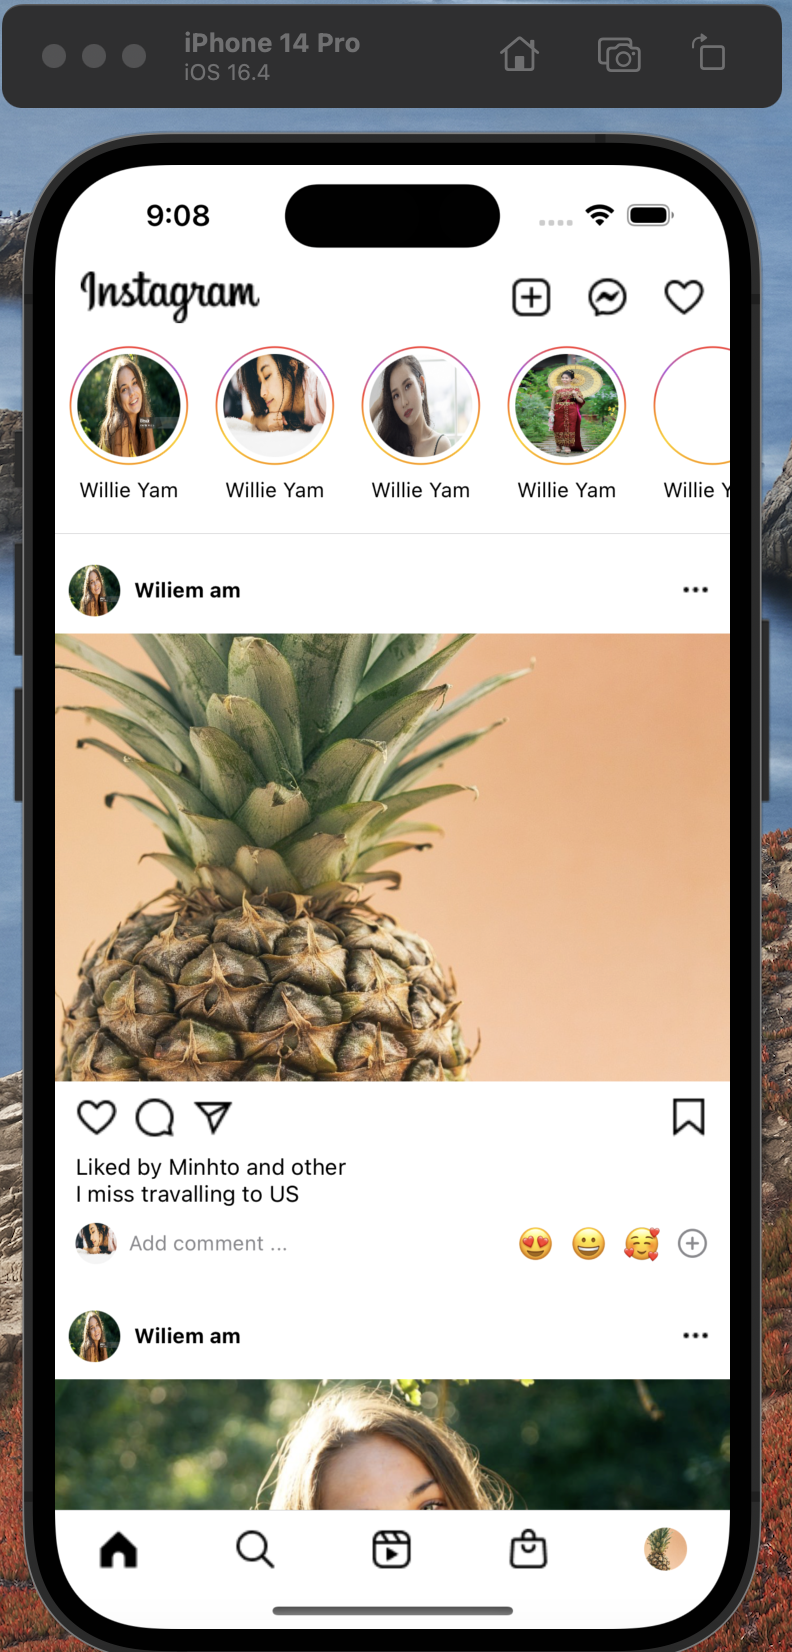 iPhone 14 Pro
iOS 16.4
9:08
Instagram
Willie Yam
Willie Yam
Willie Yam
Willie Yam
Willie Y
Wiliem am
Liked by Minhto and other
I miss travalling to US
Add comment ...
Wiliem am